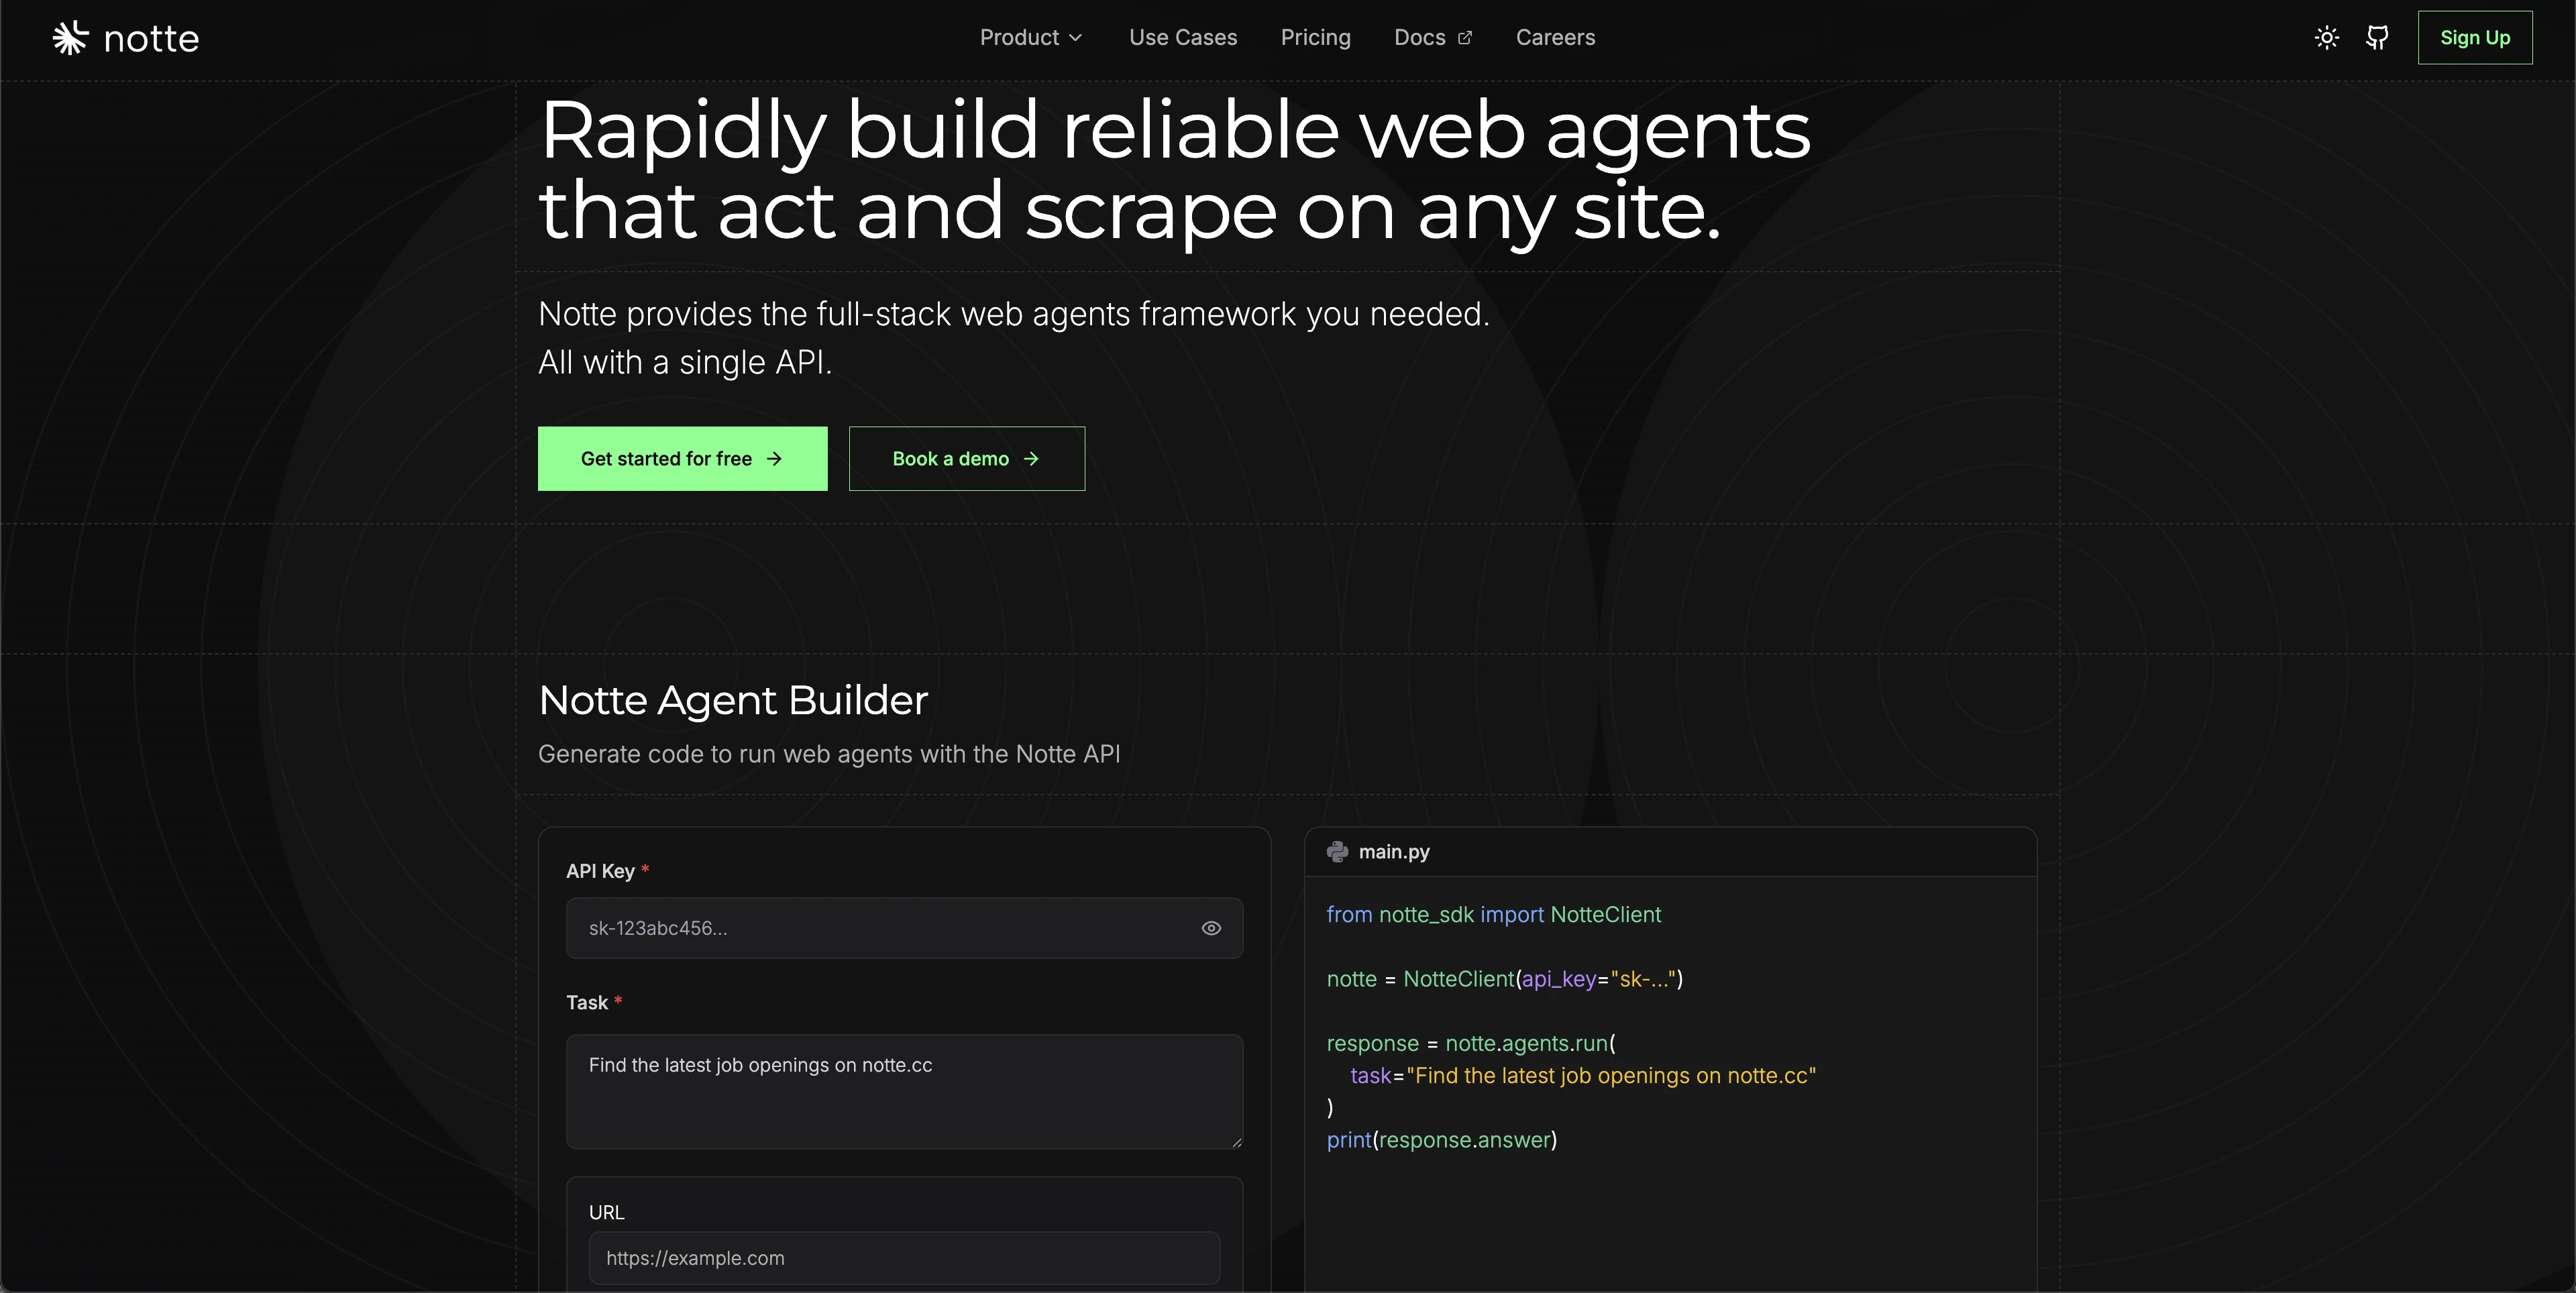 notte
Product
Use Cases
Pricing
Docs
Careers
Sign Up
Rapidly build reliable web agents
that act and scrape on any site.
Notte provides the full-stack web agents framework you needed.
All with a single API.
Get started for free →
Book a demo →
Notte Agent Builder
Generate code to run web agents with the Notte API
API Key *
sk-123abc456...
Task *
Find the latest job openings on notte.cc
URL
https://example.com
main.py
from notte_sdk import NotteClient
notte = NotteClient(api_key="sk-...")
response = notte.agents.run(
    task="Find the latest job openings on notte.cc"
)
print(response.answer)